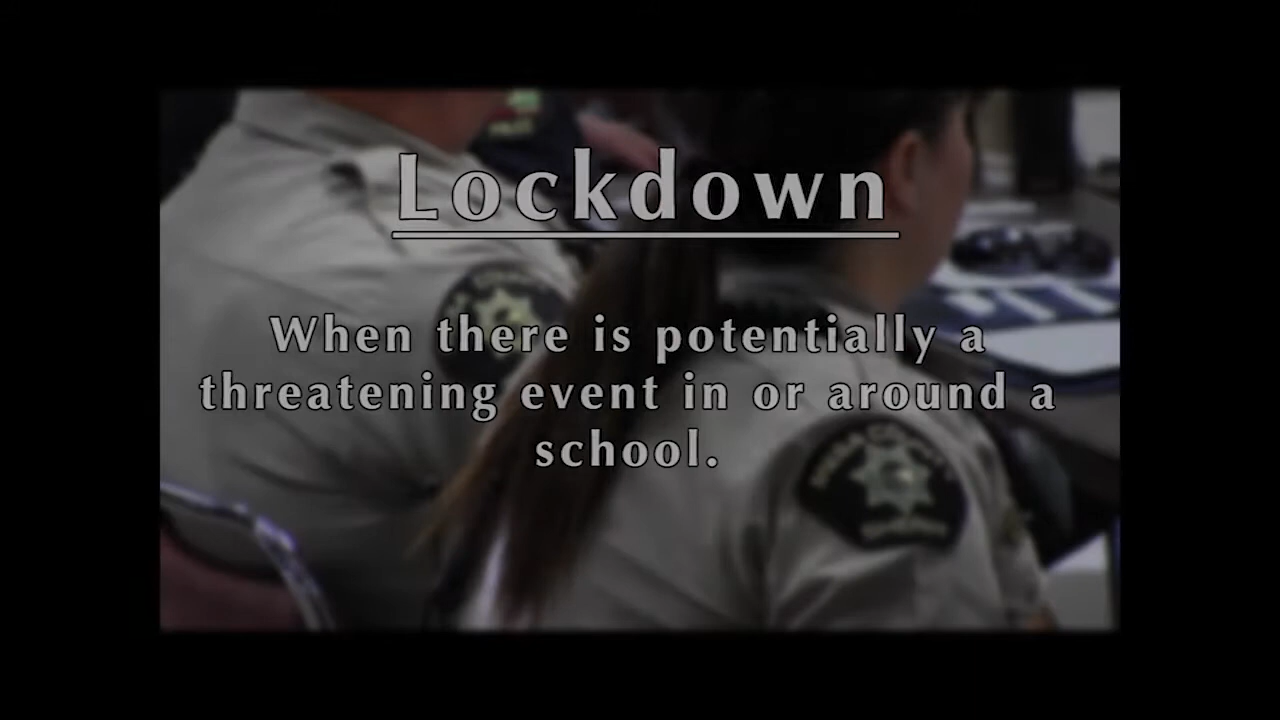 Lockdown
When there is potentially a
threatening event in or around a
school.